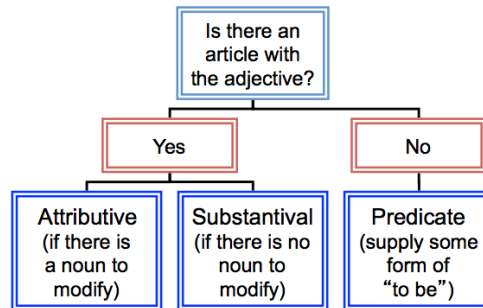 Is there an
article with
the adjective?
Yes
No
Attributive
(if there is
a noun to
modify)
Substantival
(if there is no
noun to
modify)
Predicate
(supply some
form of
“to be”)